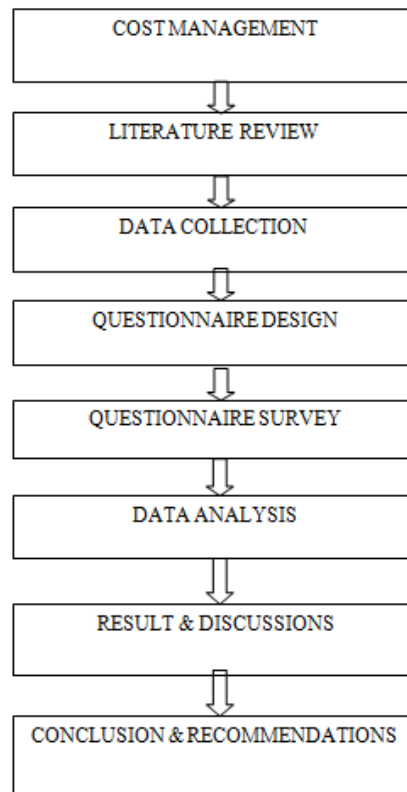 COST MANAGEMENT
LITERATURE REVIEW
DATA COLLECTION
QUESTIONNAIRE DESIGN
QUESTIONNAIRE SURVEY
DATA ANALYSIS
RESULT & DISCUSSIONS
CONCLUSION & RECOMMENDATIONS